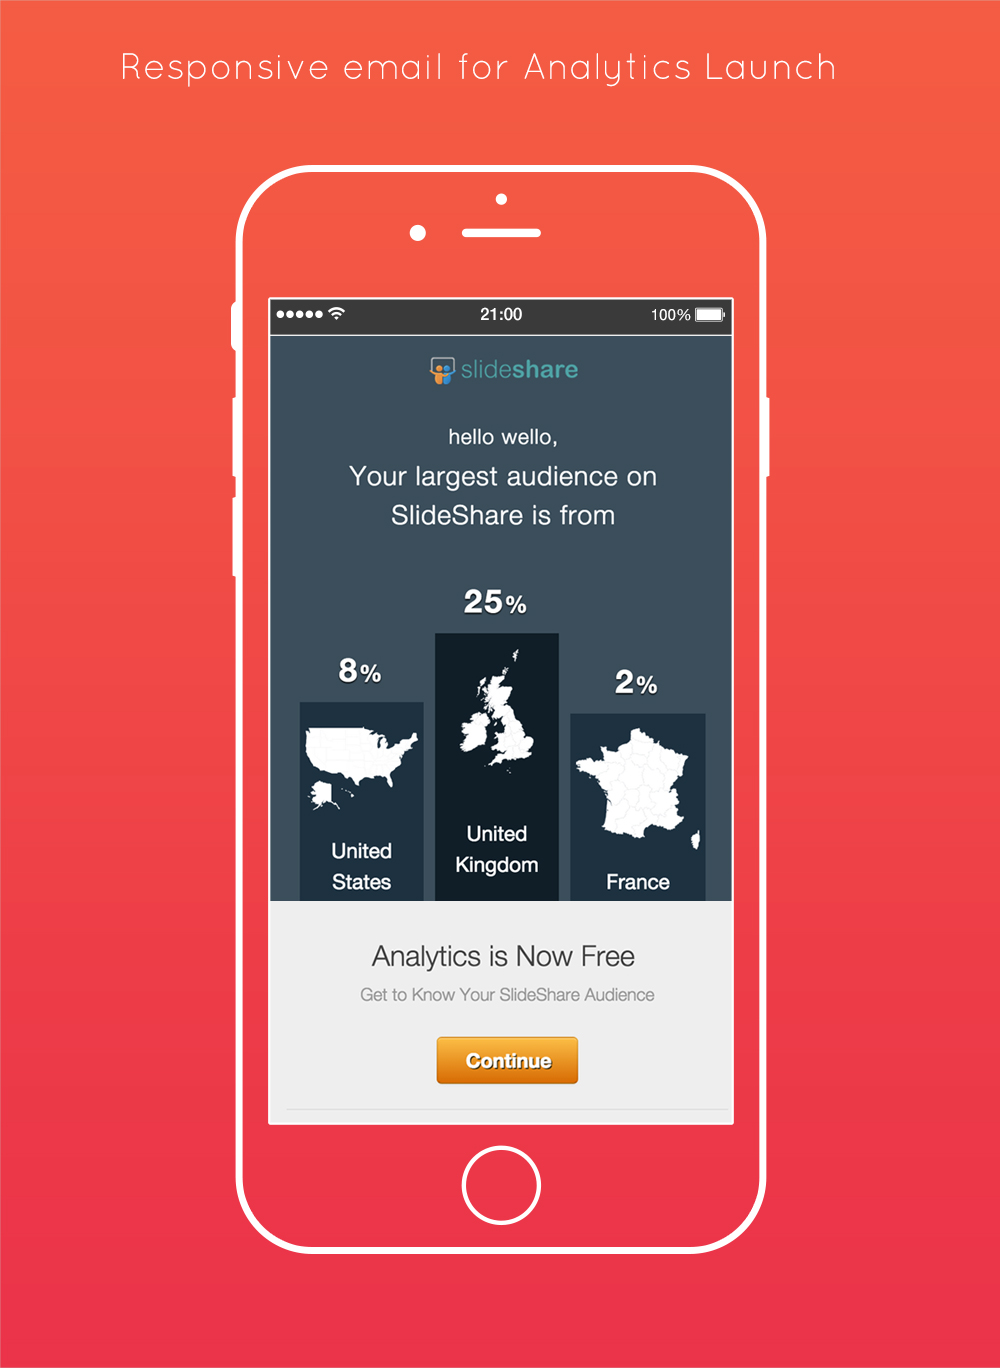 Responsive email for Analytics Launch
21:00
100%
slideshare
hello wello,
Your largest audience on
SlideShare is from
25%
8%
2%
United
States
United
Kingdom
France
Analytics is Now Free
Get to Know Your SlideShare Audience
Continue